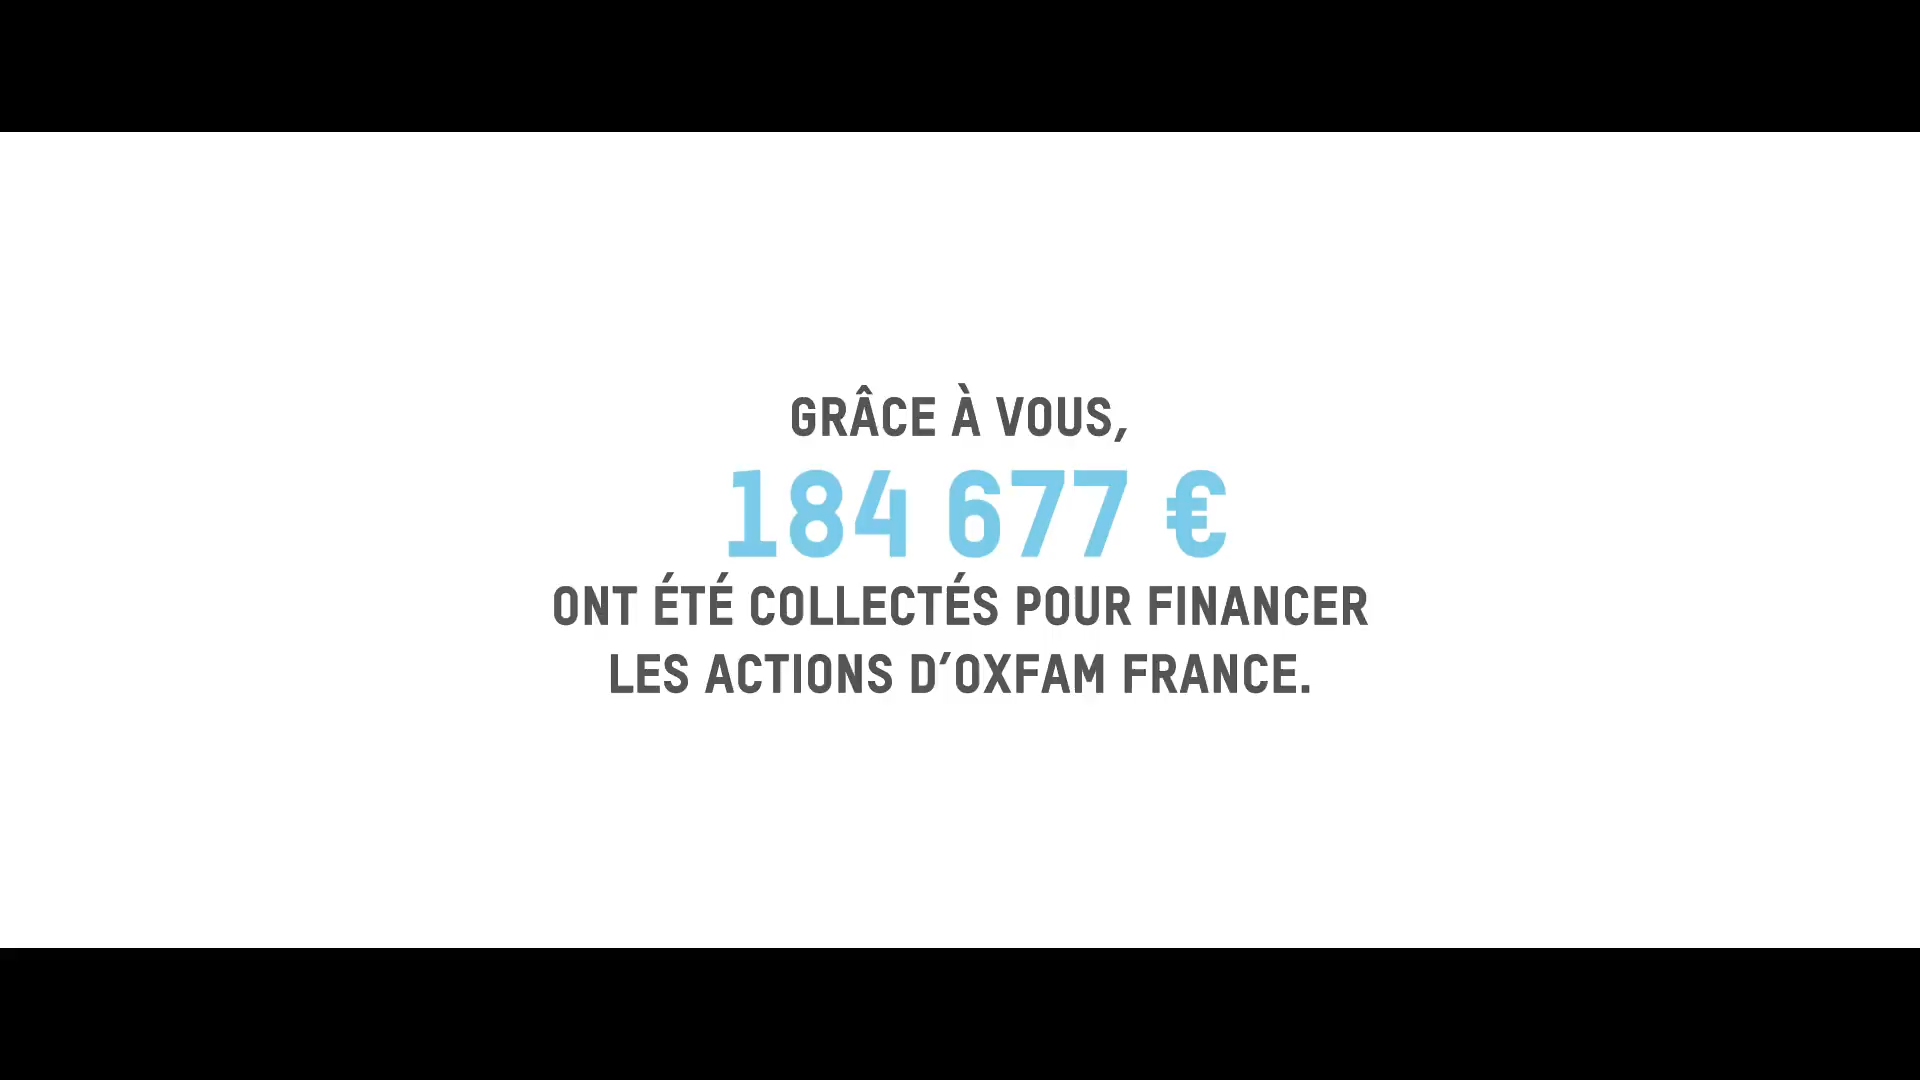 GRÂCE À VOUS,
184 677 €
ONT ÉTÉ COLLECTÉS POUR FINANCER
LES ACTIONS D’OXFAM FRANCE.